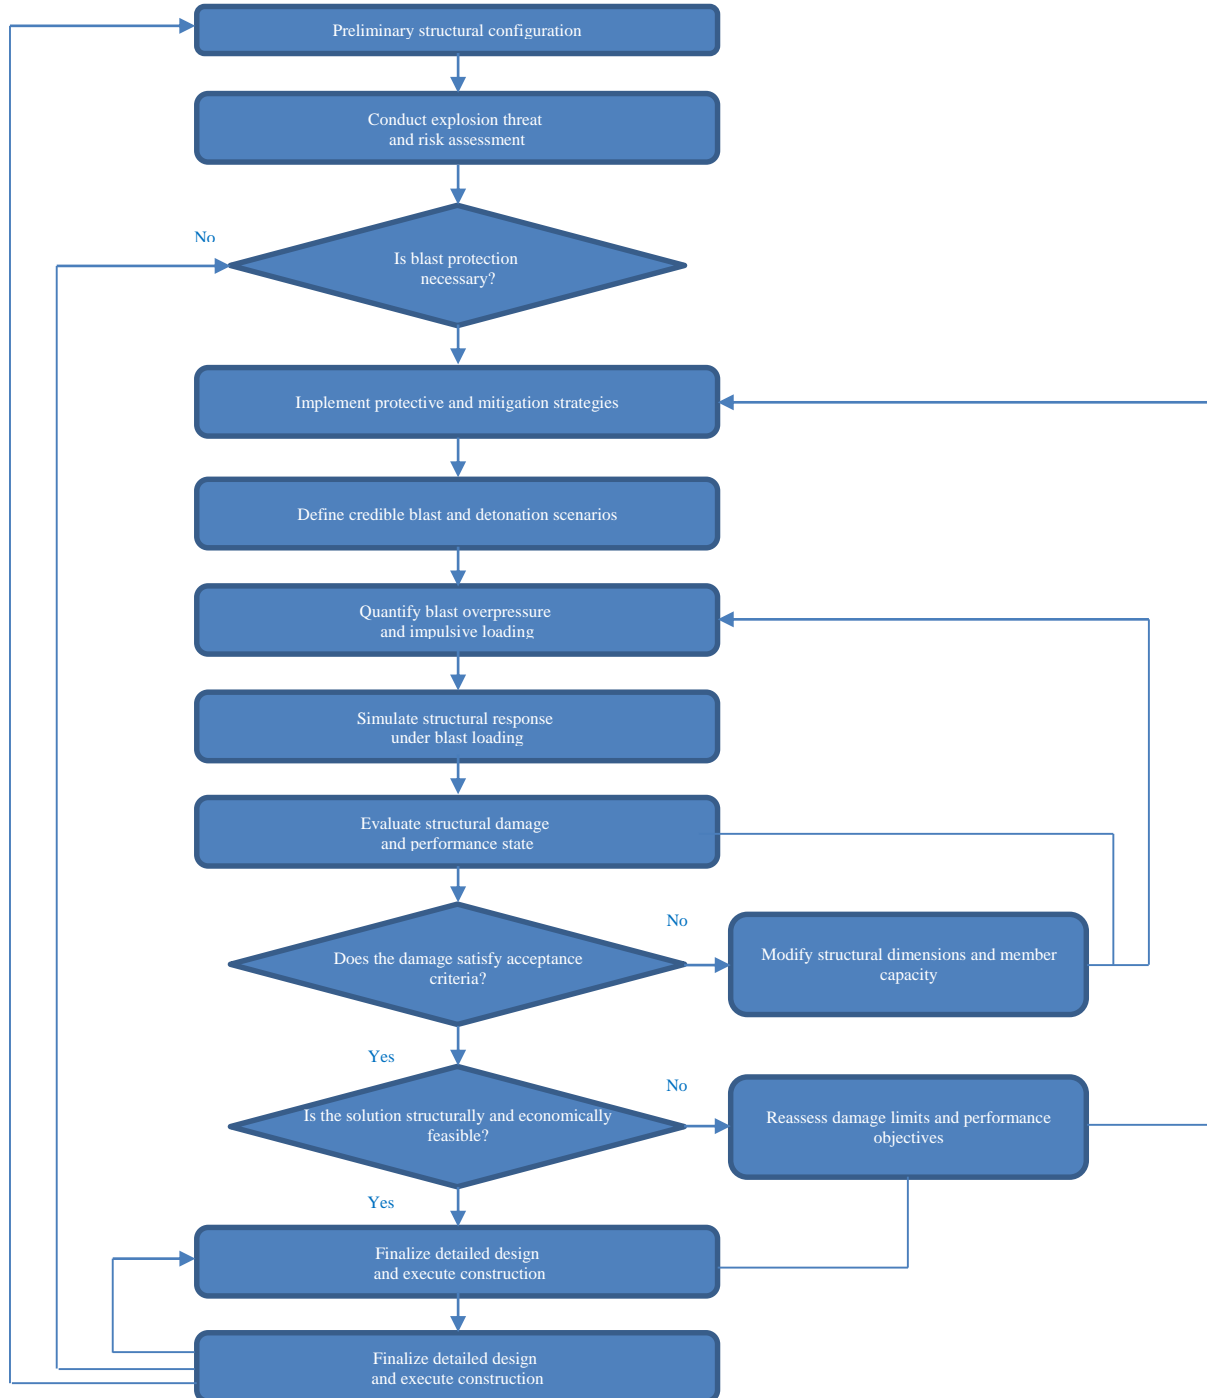 Preliminary structural configuration
Conduct explosion threat
and risk assessment
No
Is blast protection
necessary?
Implement protective and mitigation strategies
Define credible blast and detonation scenarios
Quantify blast overpressure
and impulsive loading
Simulate structural response
under blast loading
Evaluate structural damage
and performance state
No
Does the damage satisfy acceptance
criteria?
Modify structural dimensions and member
capacity
Yes
No
Is the solution structurally and economically
feasible?
Reassess damage limits and performance
objectives
Yes
Finalize detailed design
and execute construction
Finalize detailed design
and execute construction